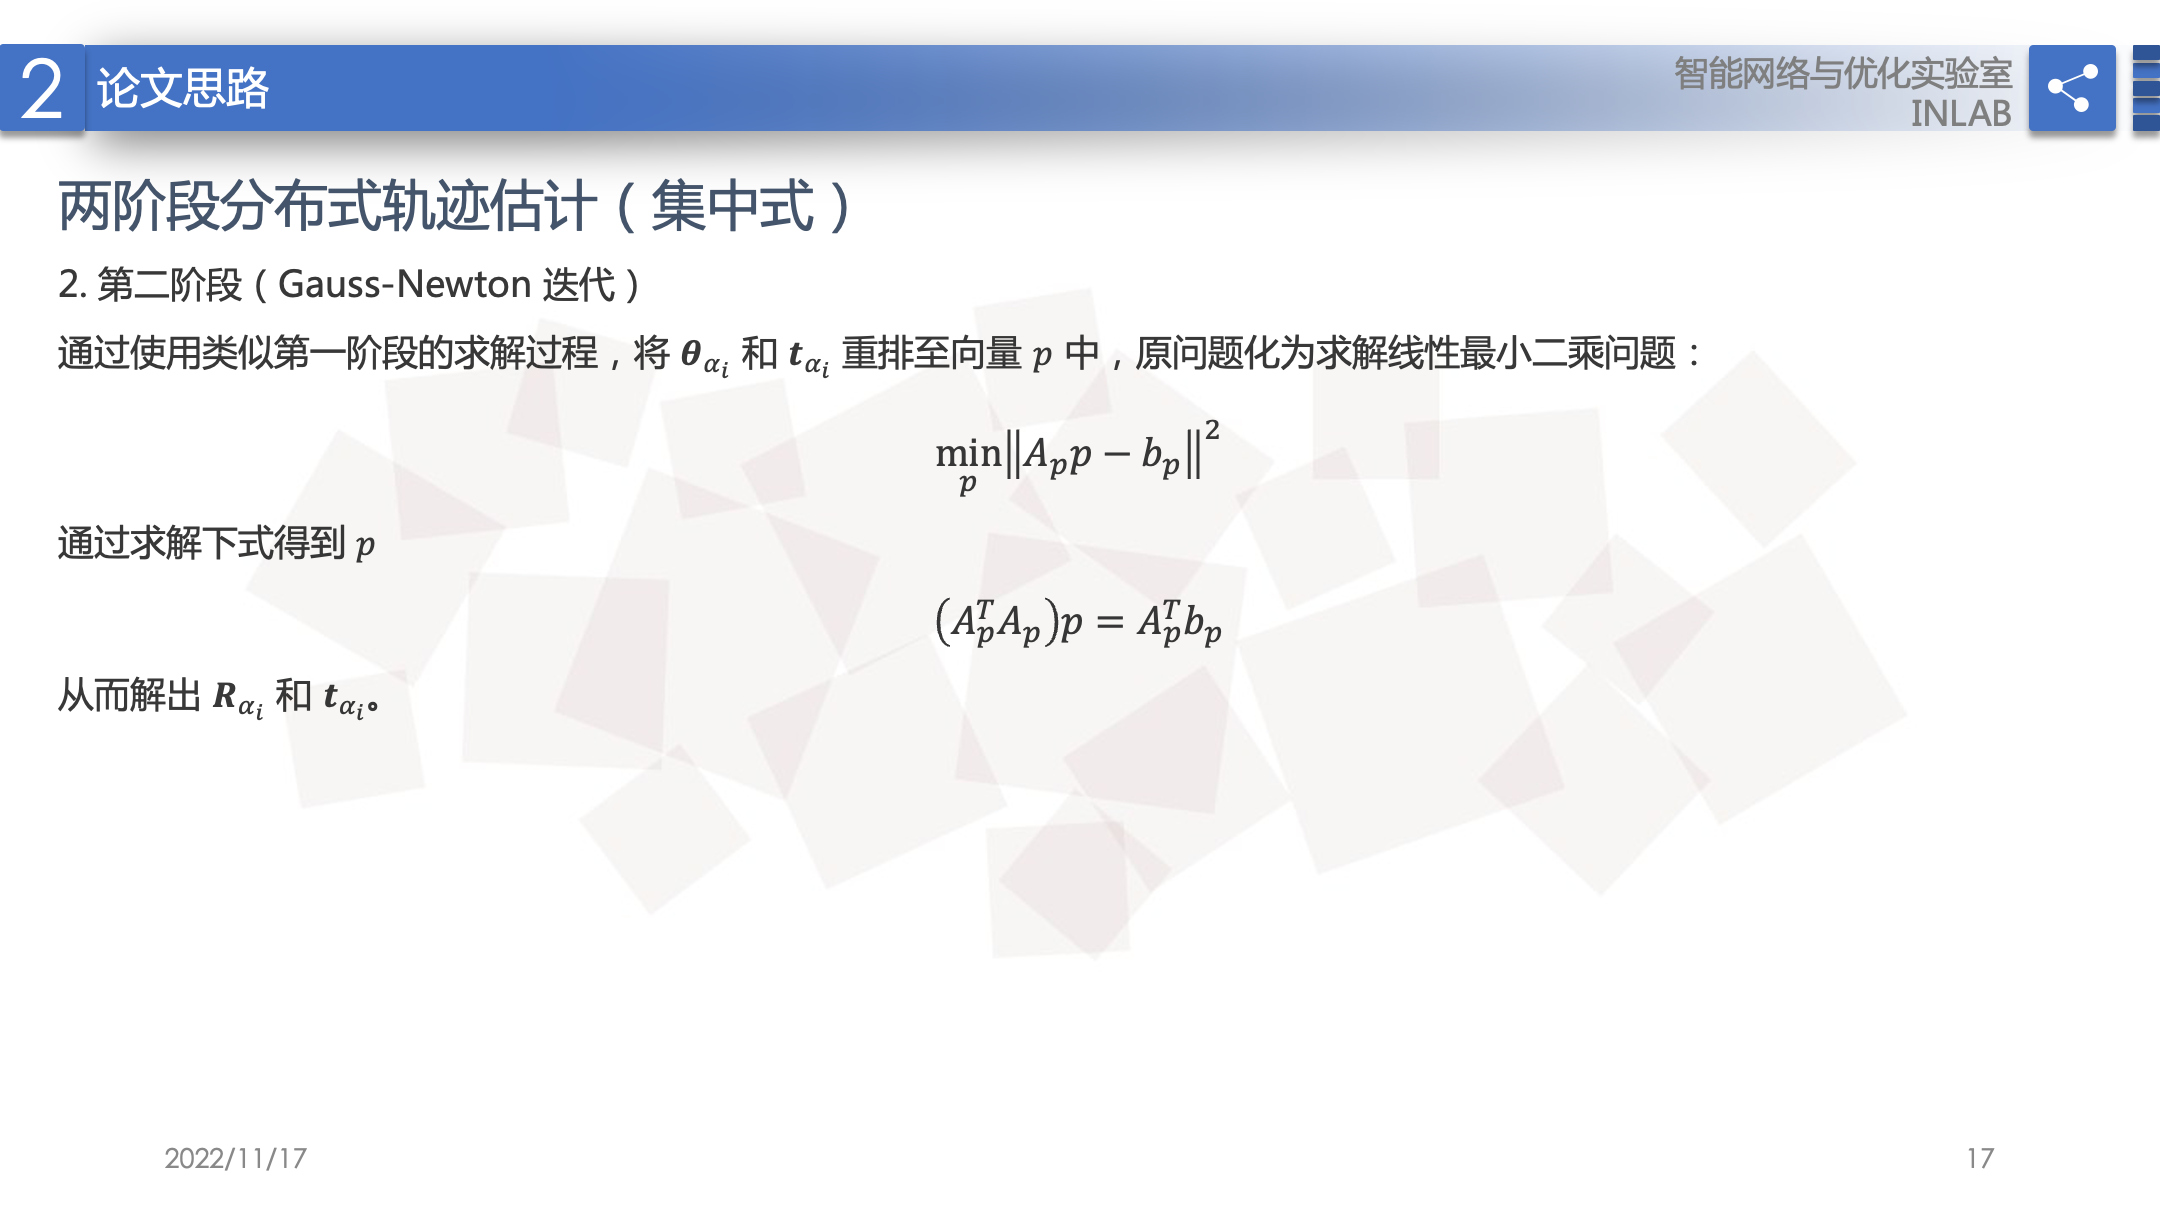 2 论文思路
智能网络与优化实验室
INLAB
两阶段分布式轨迹估计（集中式）
2. 第二阶段（Gauss-Newton 迭代）
通过使用类似第一阶段的求解过程，将 $\boldsymbol{\theta}_{\alpha_i}$ 和 $\boldsymbol{t}_{\alpha_i}$ 重排至向量 $p$ 中，原问题化为求解线性最小二乘问题：
$\min_{p} \left\| A_p p - b_p \right\|^2$
通过求解下式得到 $p$
$\left( A_p^T A_p \right) p = A_p^T b_p$
从而解出 $\boldsymbol{R}_{\alpha_i}$ 和 $\boldsymbol{t}_{\alpha_i}$。
2022/11/17
17